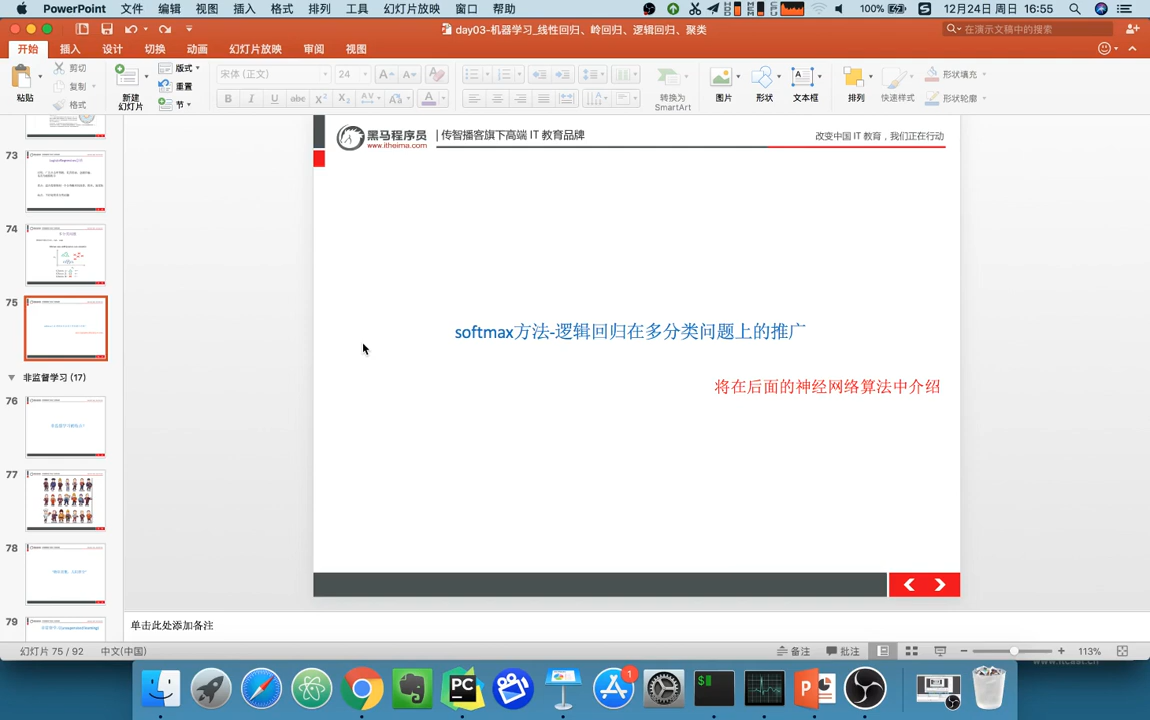 PowerPoint 文件 编辑 视图 插入 格式 工具 幻灯片放映 窗口 帮助 100% 12月24日 周日 16:55
day03-机器学习_线性回归、岭回归、逻辑回归、聚类
在演示文稿中的搜索
开始 插入 设计 切换 动画 幻灯片放映 审阅 视图
粘贴 剪切 复制 格式
新建幻灯片 版式 重置 节
宋体 (正文) 24
转换为 SmartArt
图片 形状 文本框 排列 快速样式 形状填充 形状轮廓
黑马程序员
www.itheima.com
传智播客旗下高端 IT 教育品牌
改变中国 IT 教育，我们正在行动
softmax方法-逻辑回归在多分类问题上的推广
将在后面的神经网络算法中介绍
73
74
75
非监督学习 (17)
76
77
78
79
单击此处添加备注
幻灯片 75 / 92 中文(中国) 备注 批注 113%